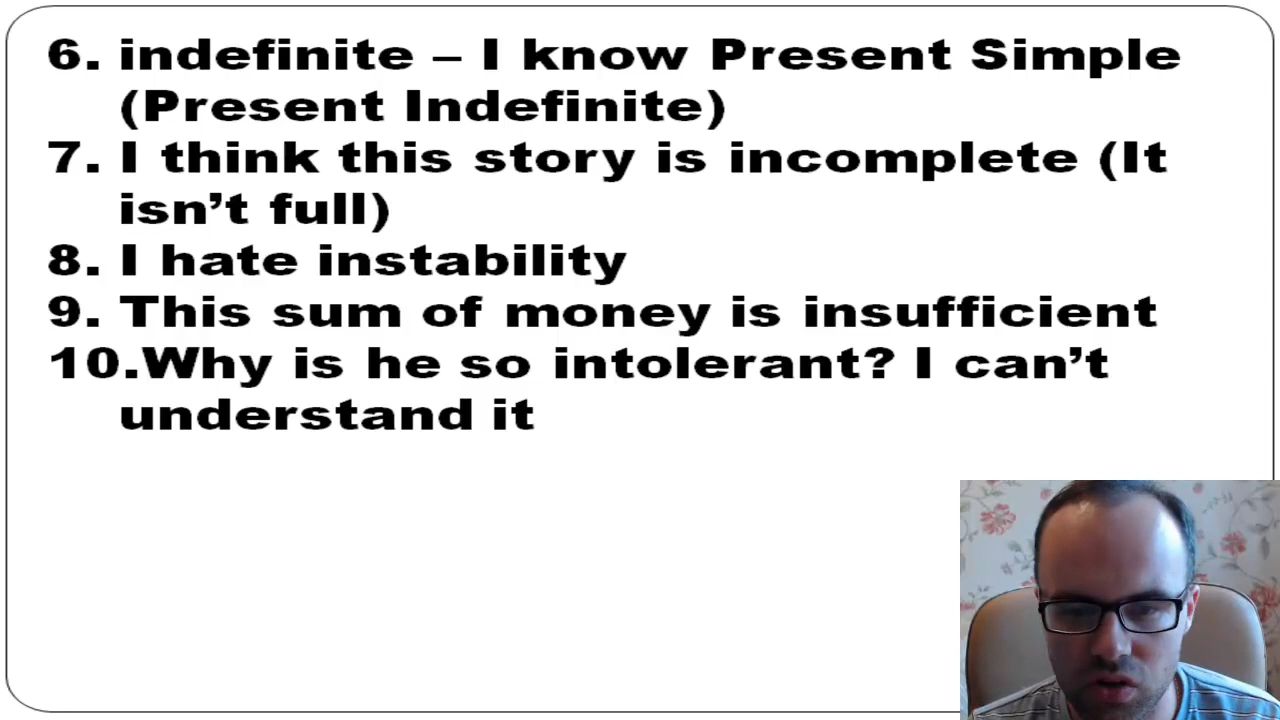 6. indefinite – I know Present Simple
(Present Indefinite)
7. I think this story is incomplete (It
isn’t full)
8. I hate instability
9. This sum of money is insufficient
10.Why is he so intolerant? I can’t
understand it